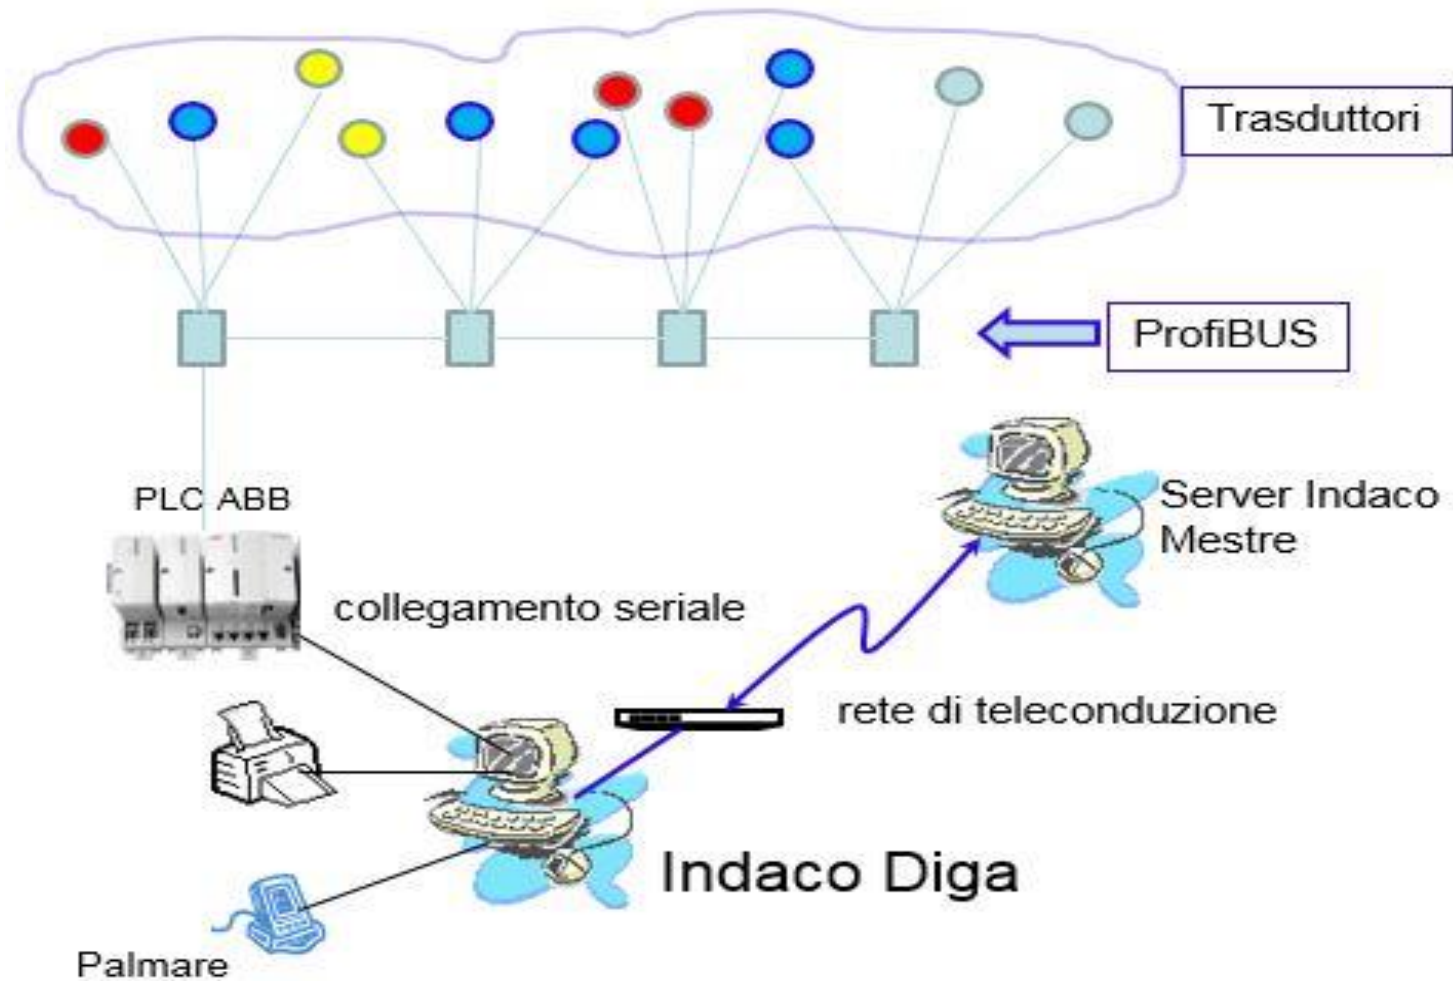 Trasduttori
ProfiBUS
PLC ABB
Server Indaco
Mestre
collegamento seriale
rete di teleconduzione
Indaco Diga
Palmare